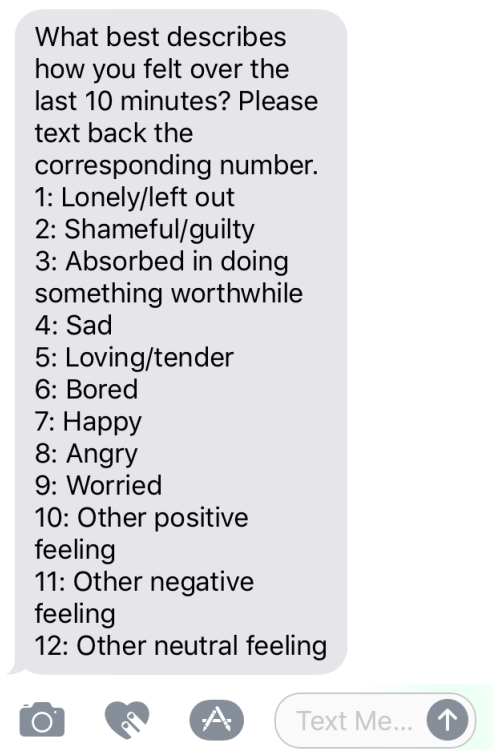 What best describes
how you felt over the
last 10 minutes? Please
text back the
corresponding number.
1: Lonely/left out
2: Shameful/guilty
3: Absorbed in doing
something worthwhile
4: Sad
5: Loving/tender
6: Bored
7: Happy
8: Angry
9: Worried
10: Other positive
feeling
11: Other negative
feeling
12: Other neutral feeling
Text Me...